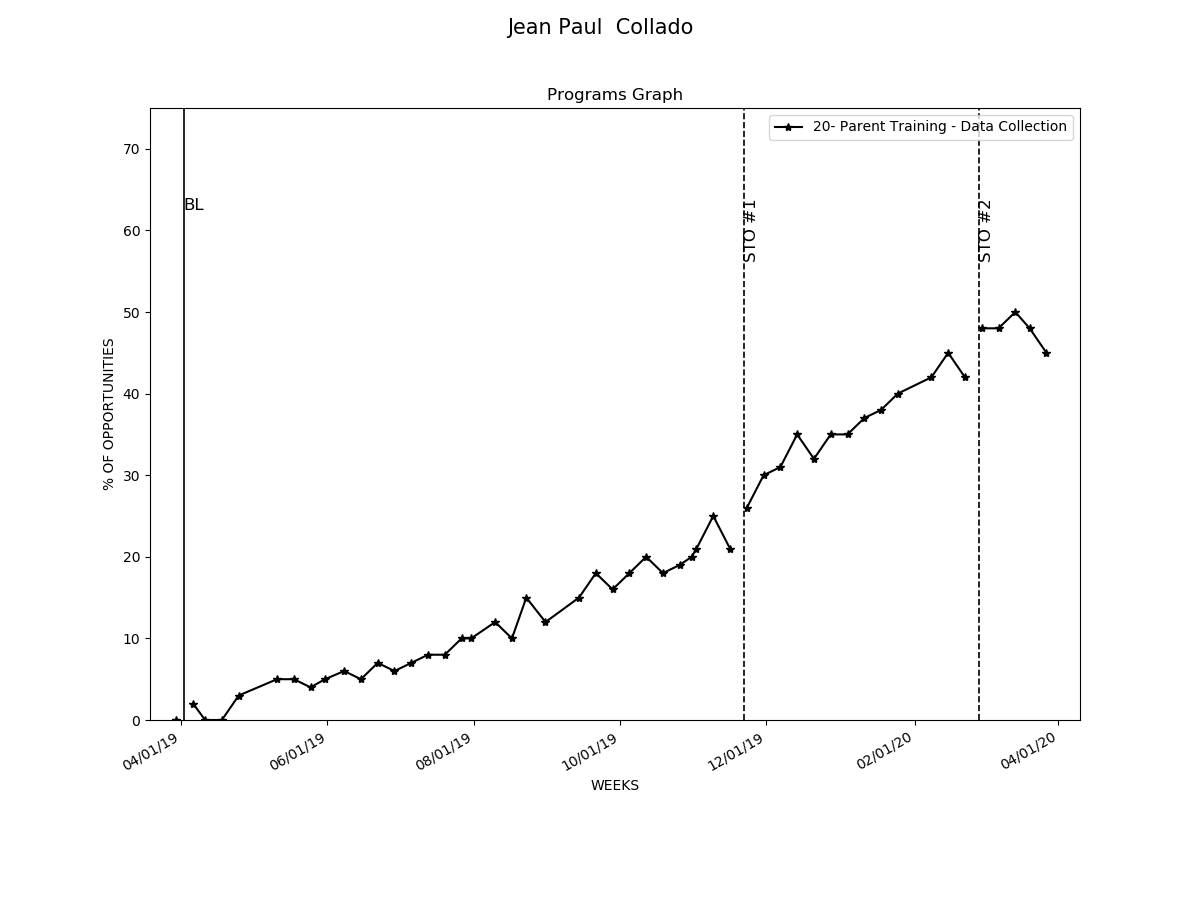 Jean Paul  Collado
Programs Graph
20- Parent Training - Data Collection
BL
STO #1
STO #2
% OF OPPORTUNITIES
70
60
50
40
30
20
10
0
04/01/19
06/01/19
08/01/19
10/01/19
12/01/19
02/01/20
04/01/20
WEEKS